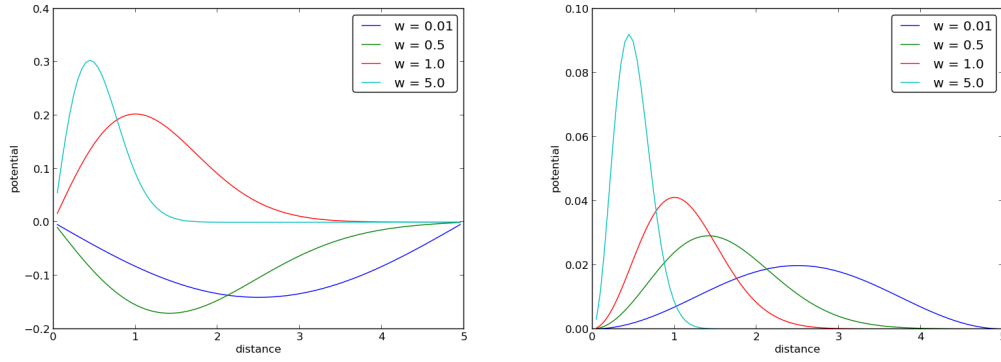 0.4
0.3
0.2
0.1
0.0
−0.1
−0.2
potential
0 1 2 3 4 5
distance
w = 0.01
w = 0.5
w = 1.0
w = 5.0
0.10
0.08
0.06
0.04
0.02
0.00
potential
0 1 2 3 4 5
distance
w = 0.01
w = 0.5
w = 1.0
w = 5.0